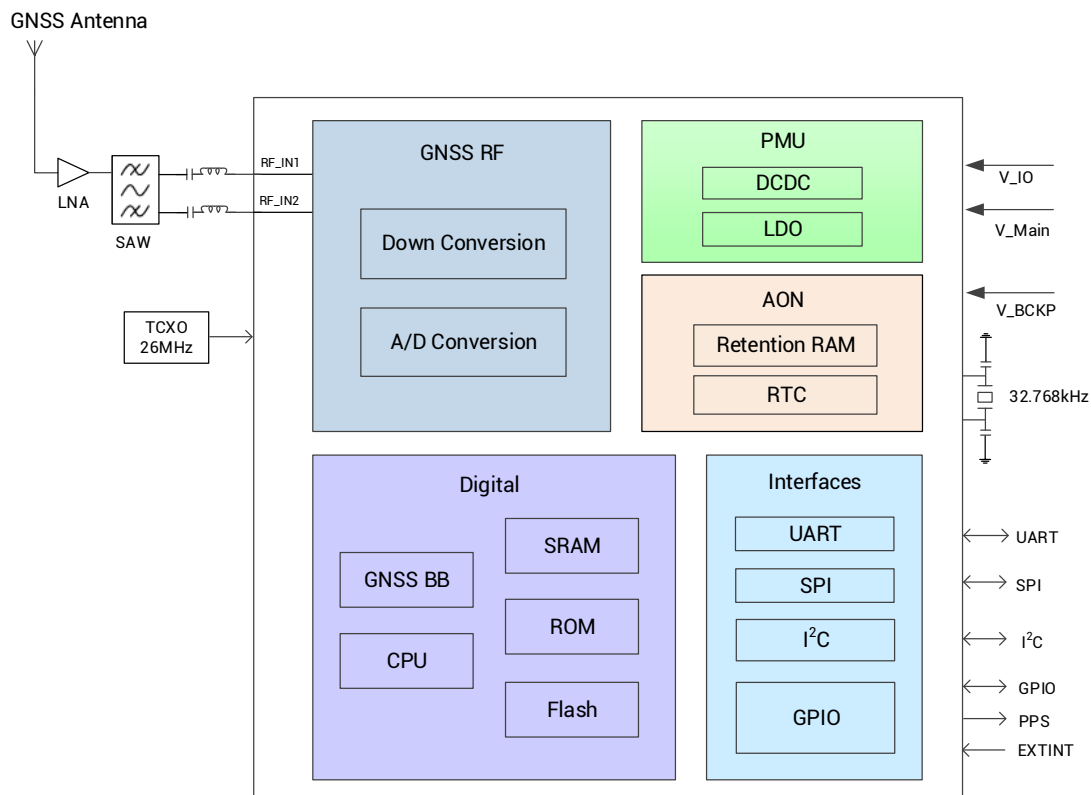 GNSS Antenna
LNA
SAW
RF_IN1
RF_IN2
TCXO
26MHz
GNSS RF
Down Conversion
A/D Conversion
PMU
DCDC
LDO
AON
Retention RAM
RTC
Digital
GNSS BB
CPU
SRAM
ROM
Flash
Interfaces
UART
SPI
I²C
GPIO
V_IO
V_Main
V_BCKP
32.768kHz
UART
SPI
I²C
GPIO
PPS
EXTINT